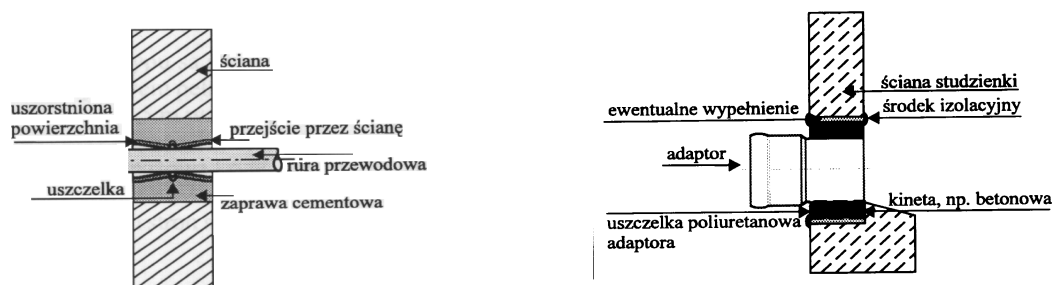 ściana
uszorstniona
powierzchnia
przejście przez ścianę
rura przewodowa
uszczelka
zaprawa cementowa
ściana studzienki
ewentualne wypełnienie
środek izolacyjny
adaptor
kineta, np. betonowa
uszczelka poliuretanowa
adaptora